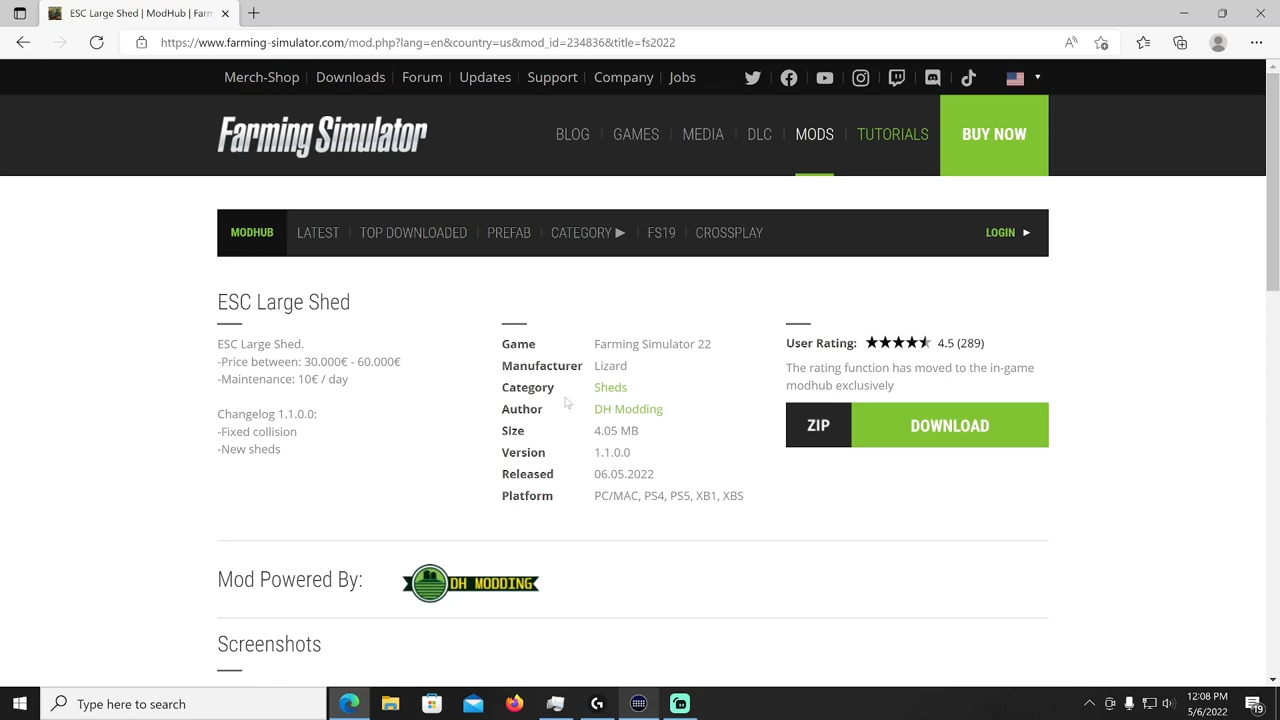 ESC Large Shed | ModHub | Farm
https://www.farming-simulator.com/mod.php?lang=en&country=us&mod_id=234836&title=fs2022
Merch-Shop Downloads Forum Updates Support Company Jobs
Farming Simulator
BLOG GAMES MEDIA DLC MODS TUTORIALS BUY NOW
MODHUB LATEST TOP DOWNLOADED PREFAB CATEGORY ▶ FS19 CROSSPLAY LOGIN ▶
ESC Large Shed
ESC Large Shed.
-Price between: 30.000€ - 60.000€
-Maintenance: 10€ / day
Changelog 1.1.0.0:
-Fixed collision
-New sheds
Game Farming Simulator 22
Manufacturer Lizard
Category Sheds
Author DH Modding
Size 4.05 MB
Version 1.1.0.0
Released 06.05.2022
Platform PC/MAC, PS4, PS5, XB1, XBS
User Rating: 4.5 (289)
The rating function has moved to the in-game
modhub exclusively
ZIP DOWNLOAD
Mod Powered By: DH MODDING
Screenshots
Type here to search
12:08 PM
5/6/2022
19